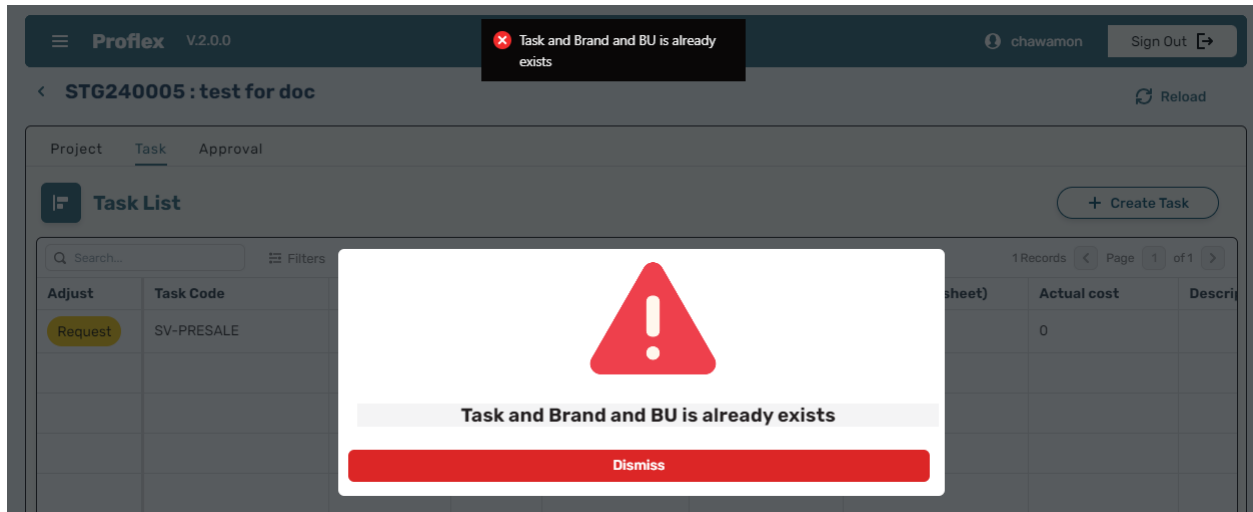 Proflex V.2.0.0
Task and Brand and BU is already
exists
chawamon
Sign Out
STG240005 : test for doc
Reload
Project Task Approval
Task List
+ Create Task
Search...
Filters
1 Records
Page 1 of 1
Adjust Task Code sheet) Actual cost Descrip
Request SV-PRESALE 0
Task and Brand and BU is already exists
Dismiss